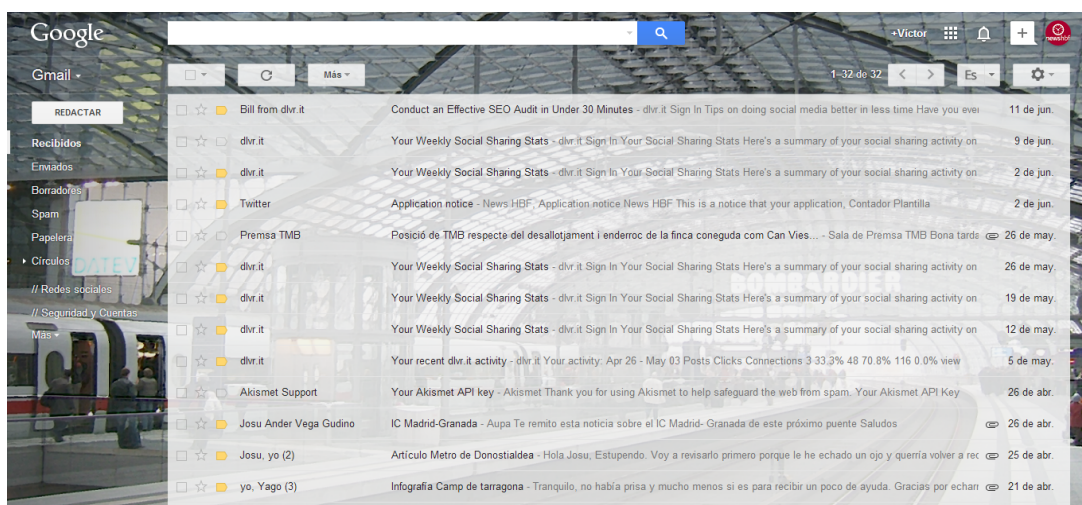 Google
+Victor
newshbf
Gmail
Más
1–32 de 32
Es
REDACTAR
Recibidos
Enviados
Borradores
Spam
Papelera
Círculos
// Redes sociales
// Seguridad y Cuentas
Más
DATEV
BOMBARDIER
Bill from dlvr.it Conduct an Effective SEO Audit in Under 30 Minutes - dlvr.it Sign In Tips on doing social media better in less time Have you ever 11 de jun.
dlvr.it Your Weekly Social Sharing Stats - dlvr.it Sign In Your Social Sharing Stats Here's a summary of your social sharing activity on 9 de jun.
dlvr.it Your Weekly Social Sharing Stats - dlvr.it Sign In Your Social Sharing Stats Here's a summary of your social sharing activity on 2 de jun.
Twitter Application notice - News HBF, Application notice News HBF This is a notice that your application, Contador Plantilla 2 de jun.
Premsa TMB Posició de TMB respecte del desallotjament i enderroc de la finca coneguda com Can Vies... - Sala de Premsa TMB Bona tarda 26 de may.
dlvr.it Your Weekly Social Sharing Stats - dlvr.it Sign In Your Social Sharing Stats Here's a summary of your social sharing activity on 26 de may.
dlvr.it Your Weekly Social Sharing Stats - dlvr.it Sign In Your Social Sharing Stats Here's a summary of your social sharing activity on 19 de may.
dlvr.it Your Weekly Social Sharing Stats - dlvr.it Sign In Your Social Sharing Stats Here's a summary of your social sharing activity on 12 de may.
dlvr.it Your recent dlvr.it activity - dlvr.it Your activity: Apr 26 - May 03 Posts Clicks Connections 3 33.3% 48 70.8% 116 0.0% view 5 de may.
Akismet Support Your Akismet API key - Akismet Thank you for using Akismet to help safeguard the web from spam. Your Akismet API Key 26 de abr.
Josu Ander Vega Gudino IC Madrid-Granada - Aupa Te remito esta noticia sobre el IC Madrid- Granada de este próximo puente Saludos 26 de abr.
Josu, yo (2) Artículo Metro de Donostialdea - Hola Josu, Estupendo. Voy a revisarlo primero porque le he echado un ojo y querría volver a rec 25 de abr.
yo, Yago (3) Infografía Camp de tarragona - Tranquilo, no había prisa y mucho menos si es para recibir un poco de ayuda. Gracias por echarr 21 de abr.